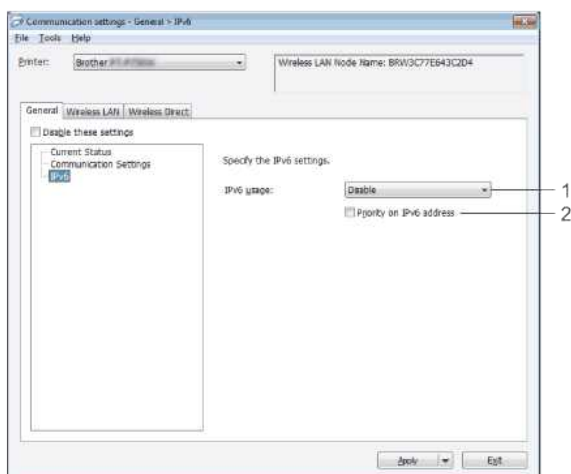 Communication settings - General > IPv6
File Tools Help
Printer: Brother
Wireless LAN Node Name: BRW3C77E643C2D4
General Wireless LAN Wireless Direct
Disable these settings
Current Status
Communication Settings
IPv6
Specify the IPv6 settings.
IPv6 usage: Disable 1
Priority on IPv6 address 2
Apply Exit